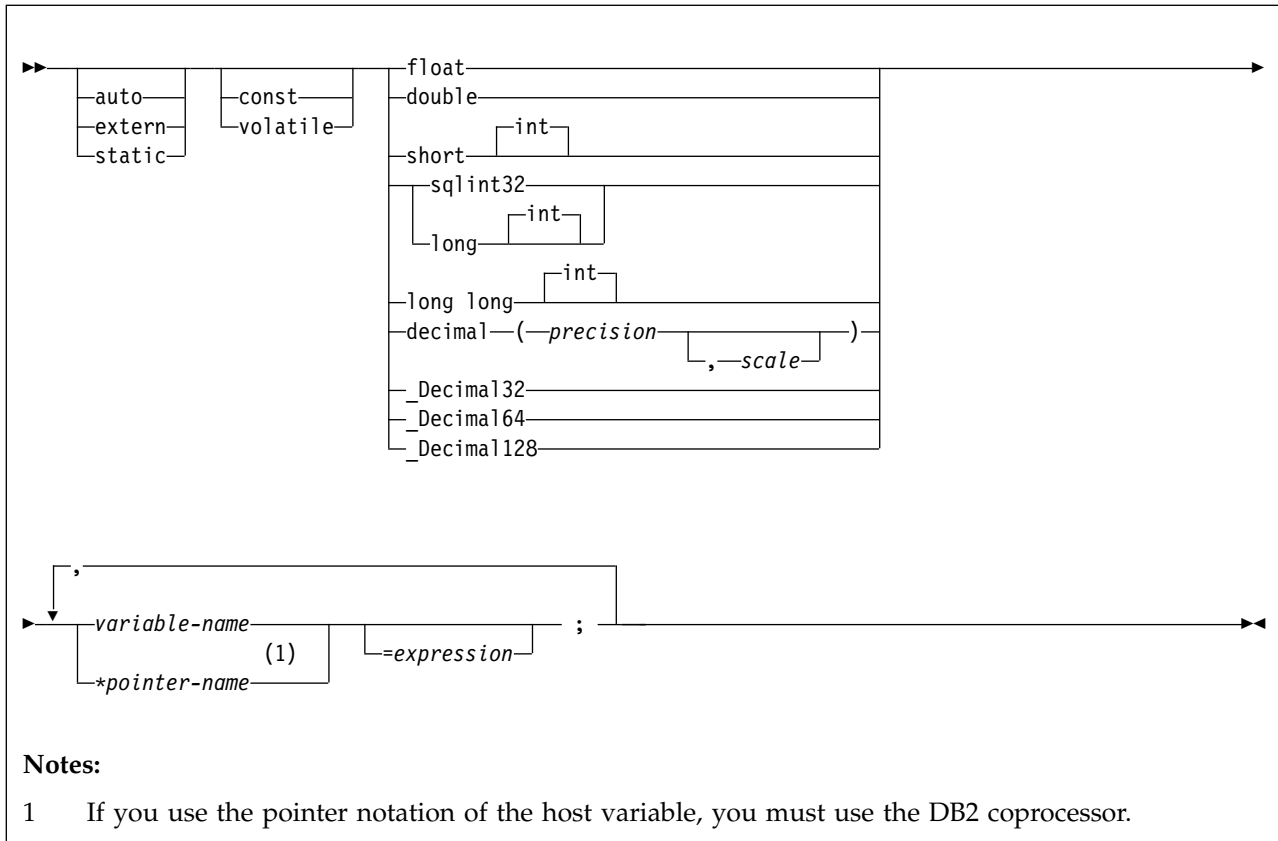 float
auto const double
extern volatile int
static short
sqlint32
int
long
int
long long
decimal ( precision )
, scale
_Decimal32
_Decimal64
_Decimal128
,
variable-name ;
(1) =expression
*pointer-name
Notes:
1 If you use the pointer notation of the host variable, you must use the DB2 coprocessor.